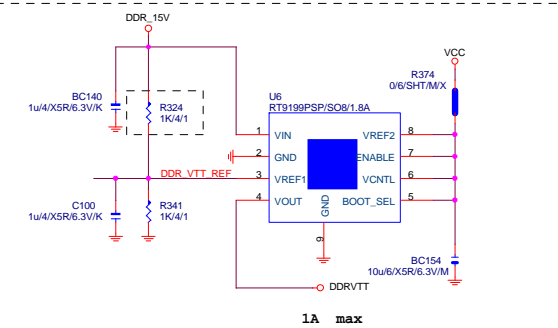 DDR_15V
VCC
BC140
1u/4/X5R/6.3V/K
R324
1K/4/1
R374
0/6/SHT/M/X
U6
RT9199PSP/SO8/1.8A
1 VIN VREF2 8
2 GND ENABLE 7
DDR_VTT_REF 3 VREF1 VCNTL 6
4 VOUT BOOT_SEL 5
GND
9
C100
1u/4/X5R/6.3V/K
R341
1K/4/1
BC154
10u/6/X5R/6.3V/M
DDRVTT
1A max